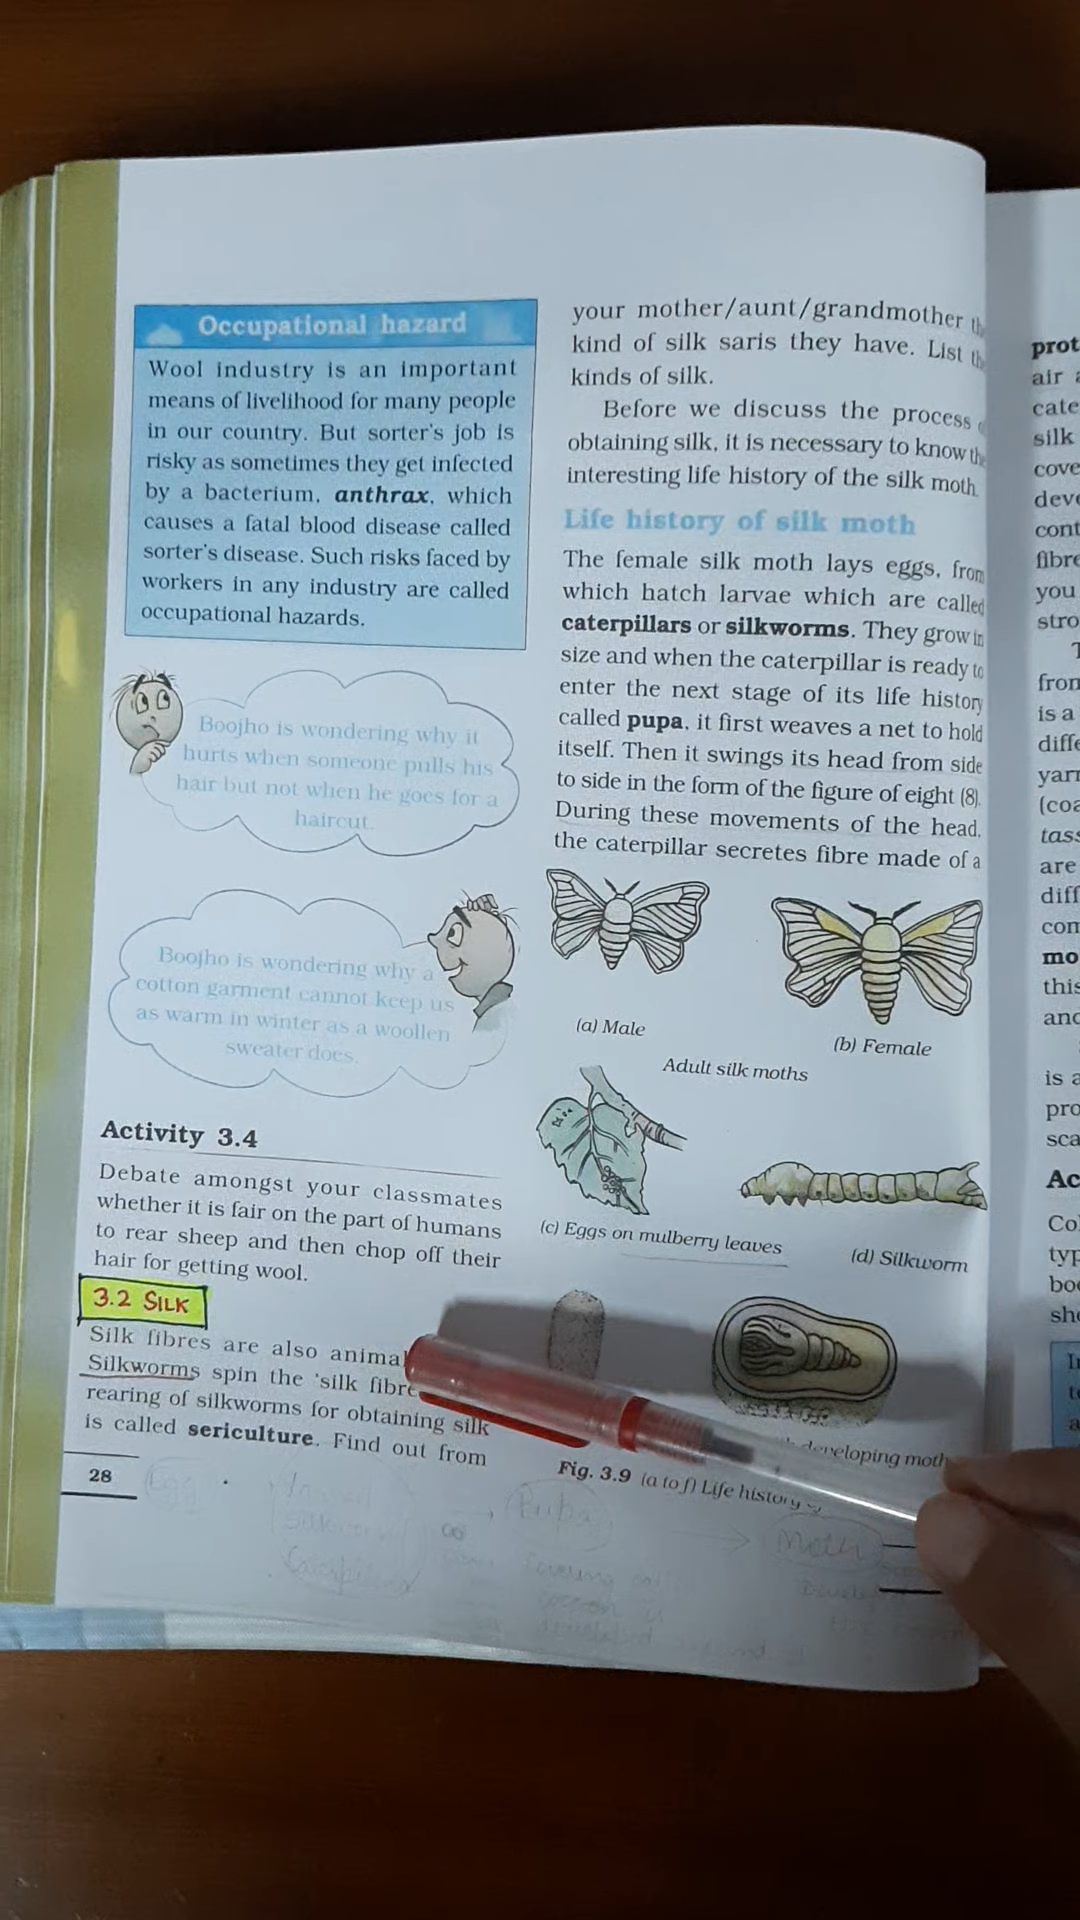 Occupational hazard
Wool industry is an important
means of livelihood for many people
in our country. But sorter's job is
risky as sometimes they get infected
by a bacterium, anthrax, which
causes a fatal blood disease called
sorter's disease. Such risks faced by
workers in any industry are called
occupational hazards.
Boojho is wondering why it
hurts when someone pulls his
hair but not when he goes for a
haircut.
Boojho is wondering why a
cotton garment cannot keep us
as warm in winter as a woollen
sweater does.
Activity 3.4
Debate amongst your classmates
whether it is fair on the part of humans
to rear sheep and then chop off their
hair for getting wool.
3.2 SILK
Silk fibres are also
Silkworms spin the 'silk
rearing of silkworms for obtaining silk
is called sericulture. Find out from
28
your mother/aunt/grandmother
kind of silk saris they have. List
kinds of silk.
Before we discuss the process
obtaining silk, it is necessary to know
interesting life history of the silk moth.
Life history of silk moth
The female silk moth lays eggs, from
which hatch larvae which are called
caterpillars or silkworms. They grow in
size and when the caterpillar is ready to
enter the next stage of its life history
called pupa, it first weaves a net to hold
itself. Then it swings its head from side
to side in the form of the figure of eight (8).
During these movements of the head,
the caterpillar secretes fibre made of a
(a) Male
(b) Female
Adult silk moths
(c) Eggs on mulberry leaves
(d) Silkworm
developing moth
Fig. 3.9 (a to f) Life history
Egg
Pupa
Moth
air
silk
you
is a
are
this
is a